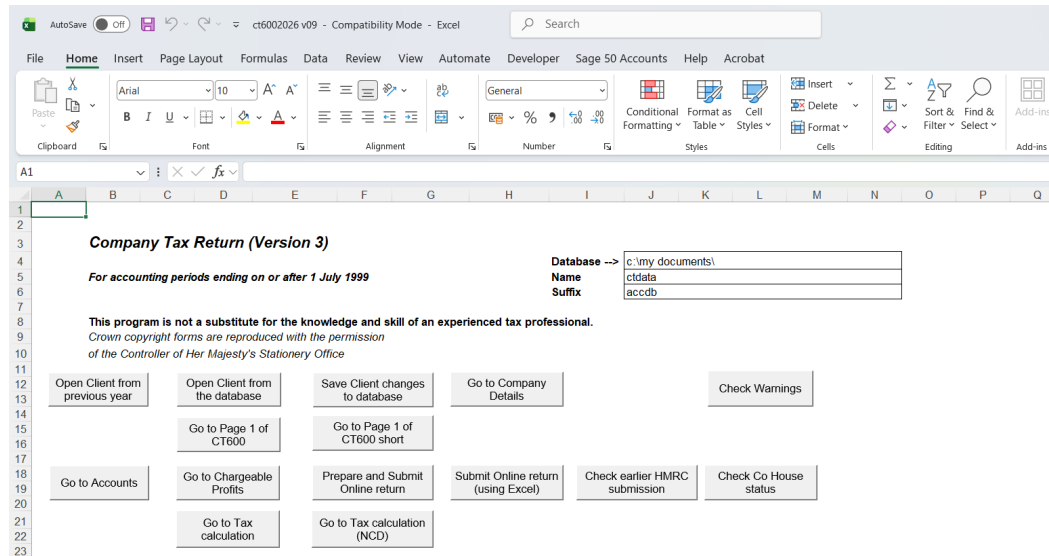 AutoSave Off ct6002026 v09 - Compatibility Mode - Excel Search
File Home Insert Page Layout Formulas Data Review View Automate Developer Sage 50 Accounts Help Acrobat
Paste
Arial 10 A^ A˅
B I U A
ab
General
% 9
Conditional Formatting
Format as Table
Cell Styles
Insert
Delete
Format
Sort & Filter
Find & Select
Add-ins
Clipboard Font Alignment Number Styles Cells Editing Add-ins
A1 fx
A B C D E F G H I J K L M N O P Q
1
2
3 Company Tax Return (Version 3)
4 Database --> c:\my documents\
5 For accounting periods ending on or after 1 July 1999 Name ctdata
6 Suffix accdb
7
8 This program is not a substitute for the knowledge and skill of an experienced tax professional.
9 Crown copyright forms are reproduced with the permission
10 of the Controller of Her Majesty's Stationery Office
11
12 Open Client from Open Client from Save Client changes Go to Company Check Warnings
13 previous year the database to database Details
14
15 Go to Page 1 of Go to Page 1 of
16 CT600 CT600 short
17
18 Go to Accounts Go to Chargeable Prepare and Submit Submit Online return Check earlier HMRC Check Co House
19 Profits Online return (using Excel) submission status
20
21 Go to Tax Go to Tax calculation
22 calculation (NCD)
23